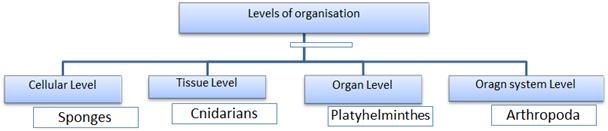 Levels of organisation
Cellular Level
Tissue Level
Organ Level
Oragn system Level
Sponges
Cnidarians
Platyhelminthes
Arthropoda